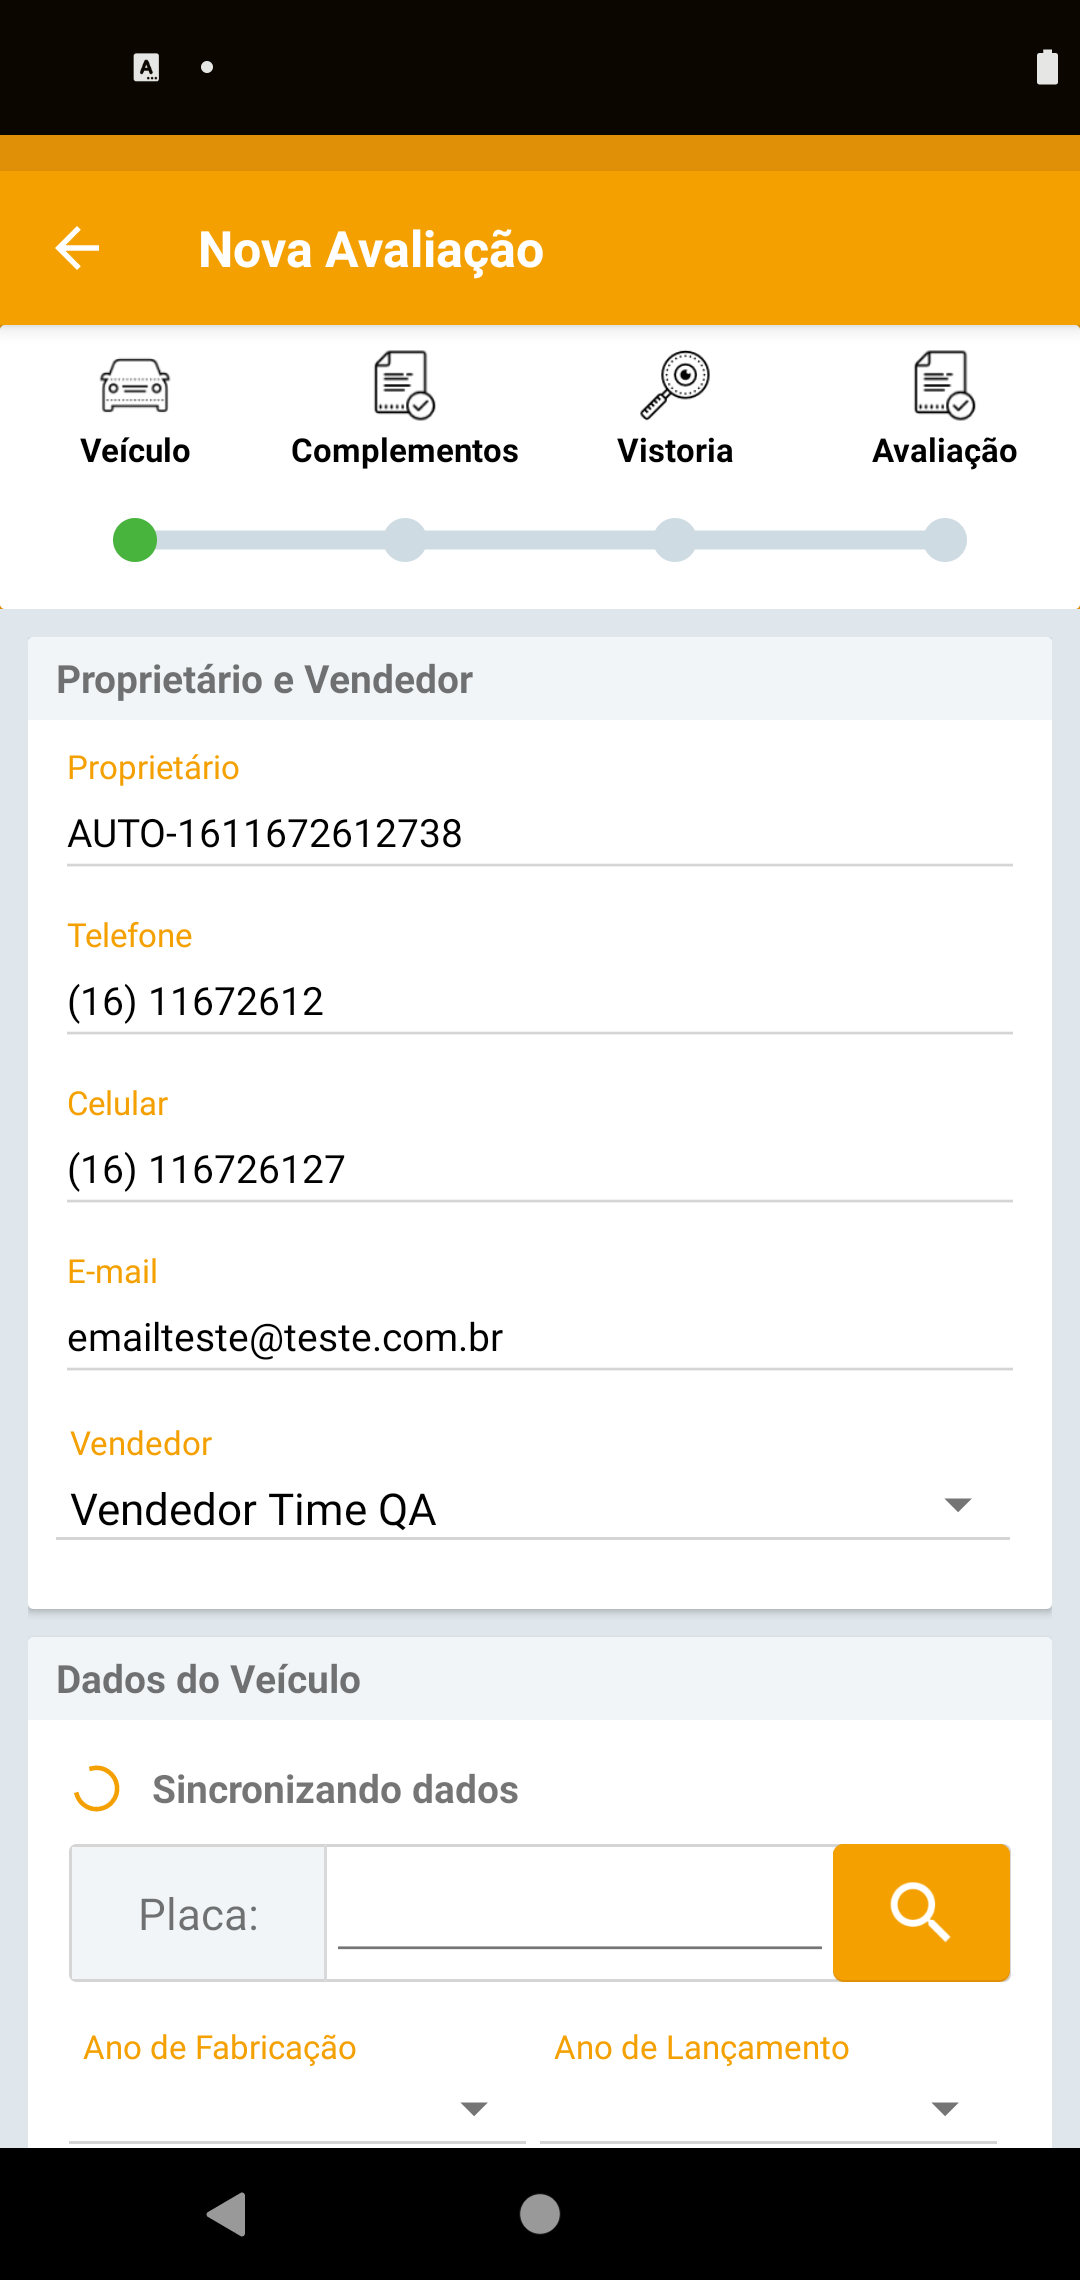 Nova Avaliação
Veículo
Complementos
Vistoria
Avaliação
Proprietário e Vendedor
Proprietário
AUTO-1611672612738
Telefone
(16) 11672612
Celular
(16) 116726127
E-mail
emailteste@teste.com.br
Vendedor
Vendedor Time QA
Dados do Veículo
Sincronizando dados
Placa:
Ano de Fabricação
Ano de Lançamento